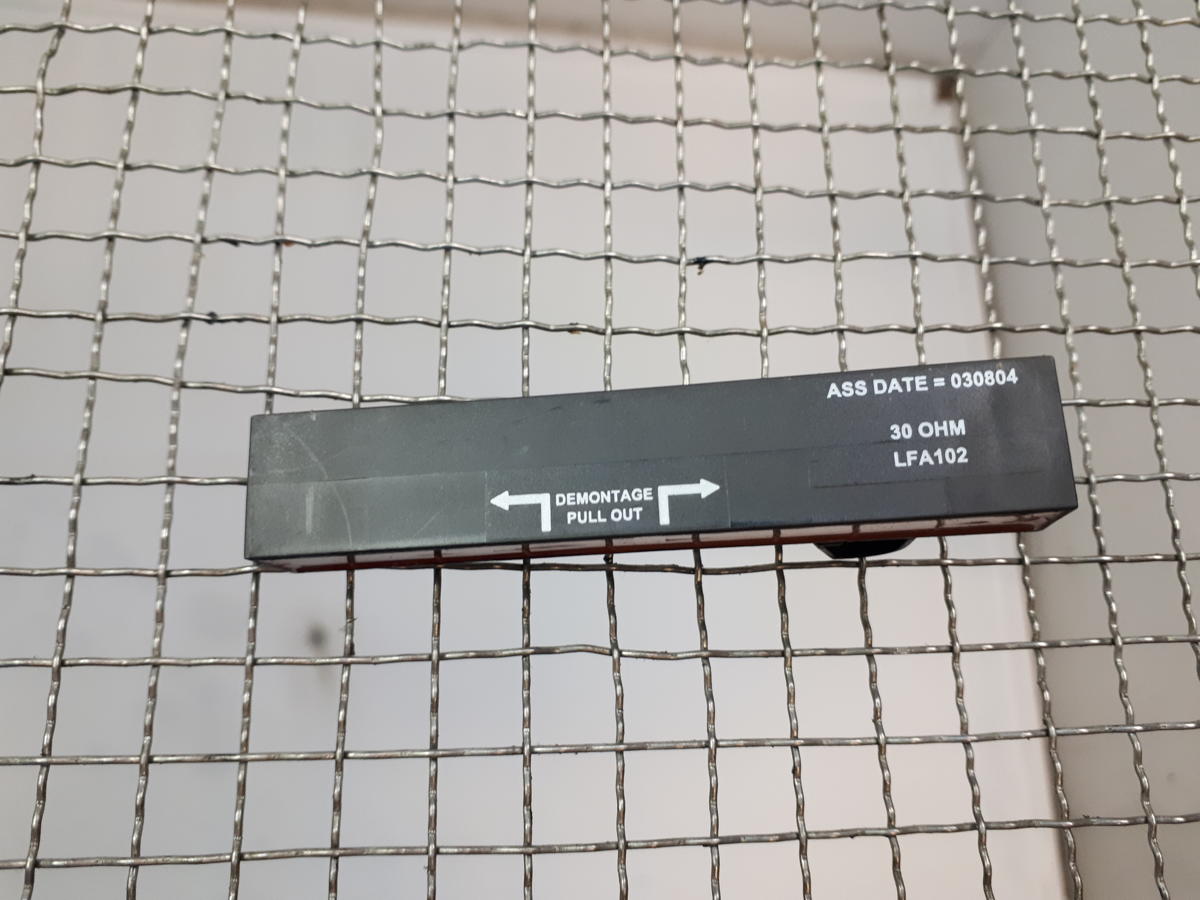 ASS DATE = 030804
30 OHM
LFA102
DEMONTAGE
PULL OUT